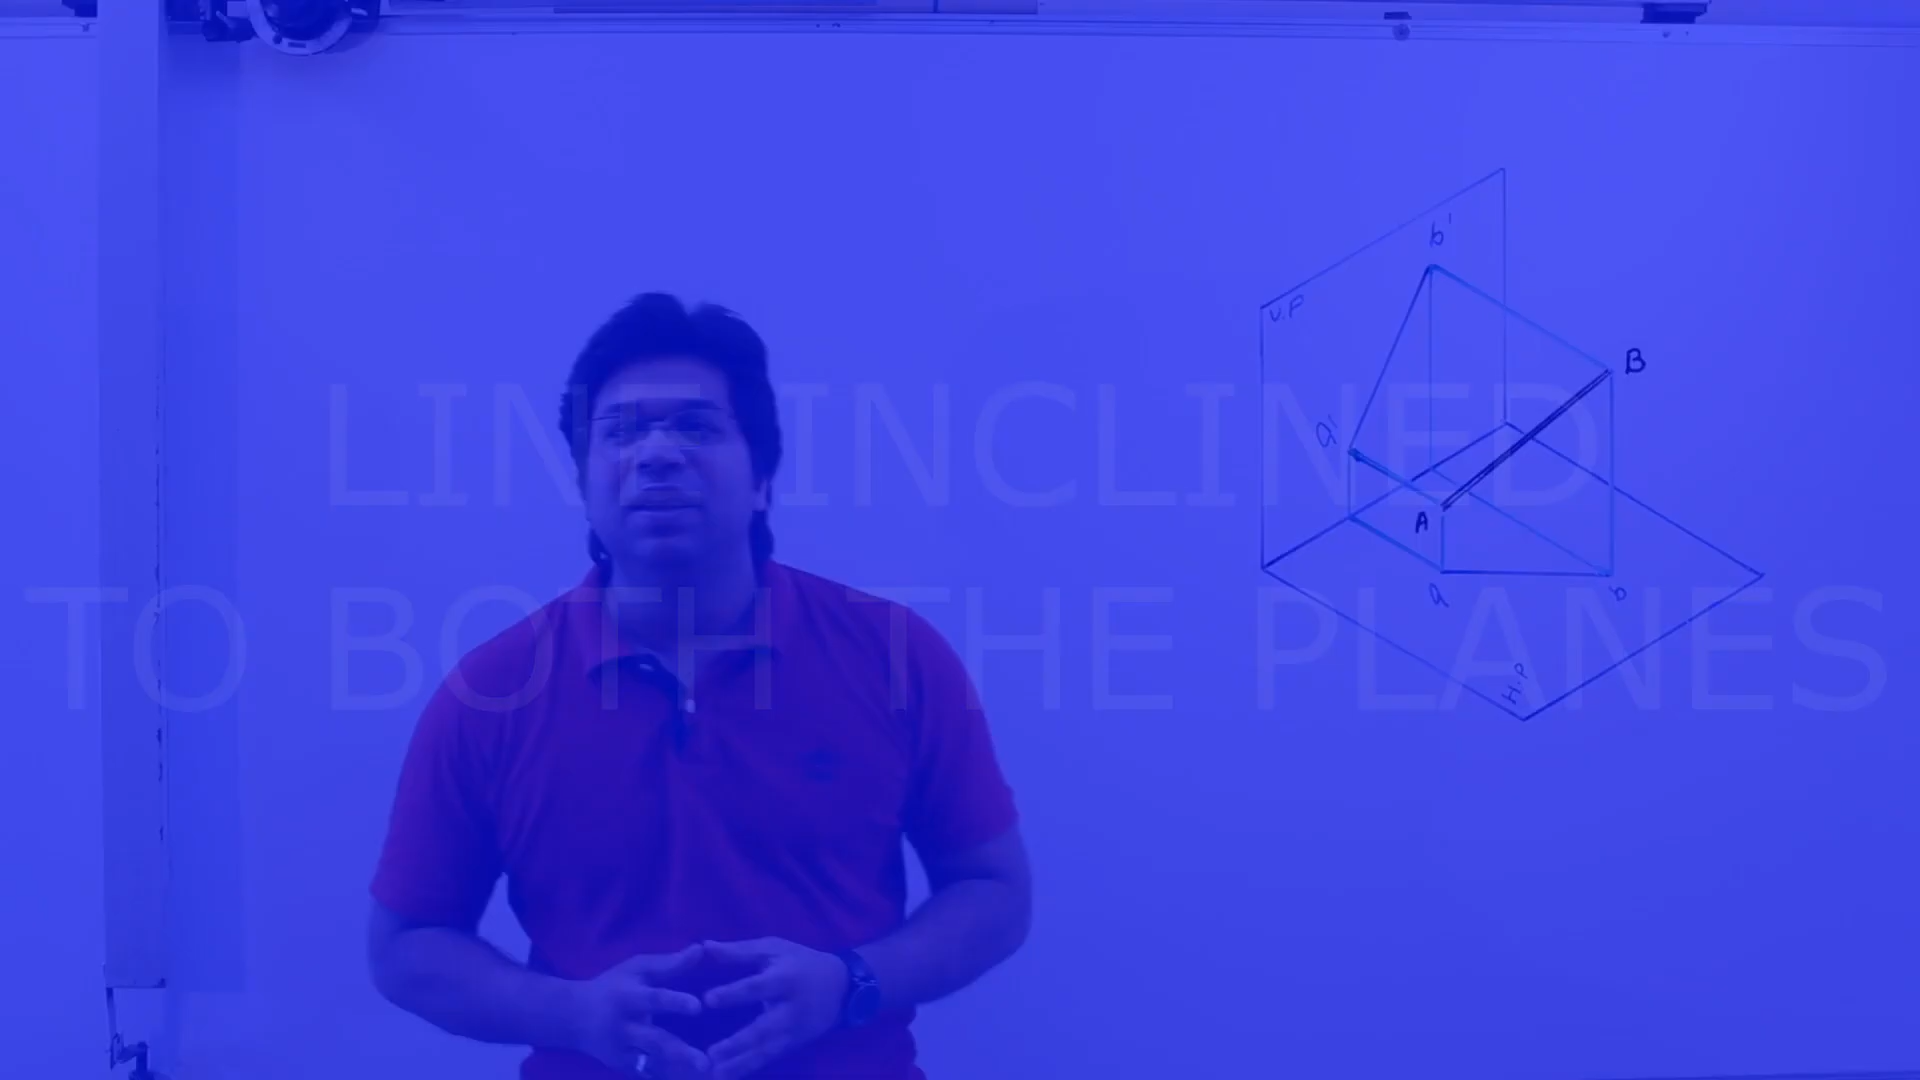 LINE INCLINED
TO BOTH THE PLANES
b'
V.P
B
a'
A
a
b
H.P